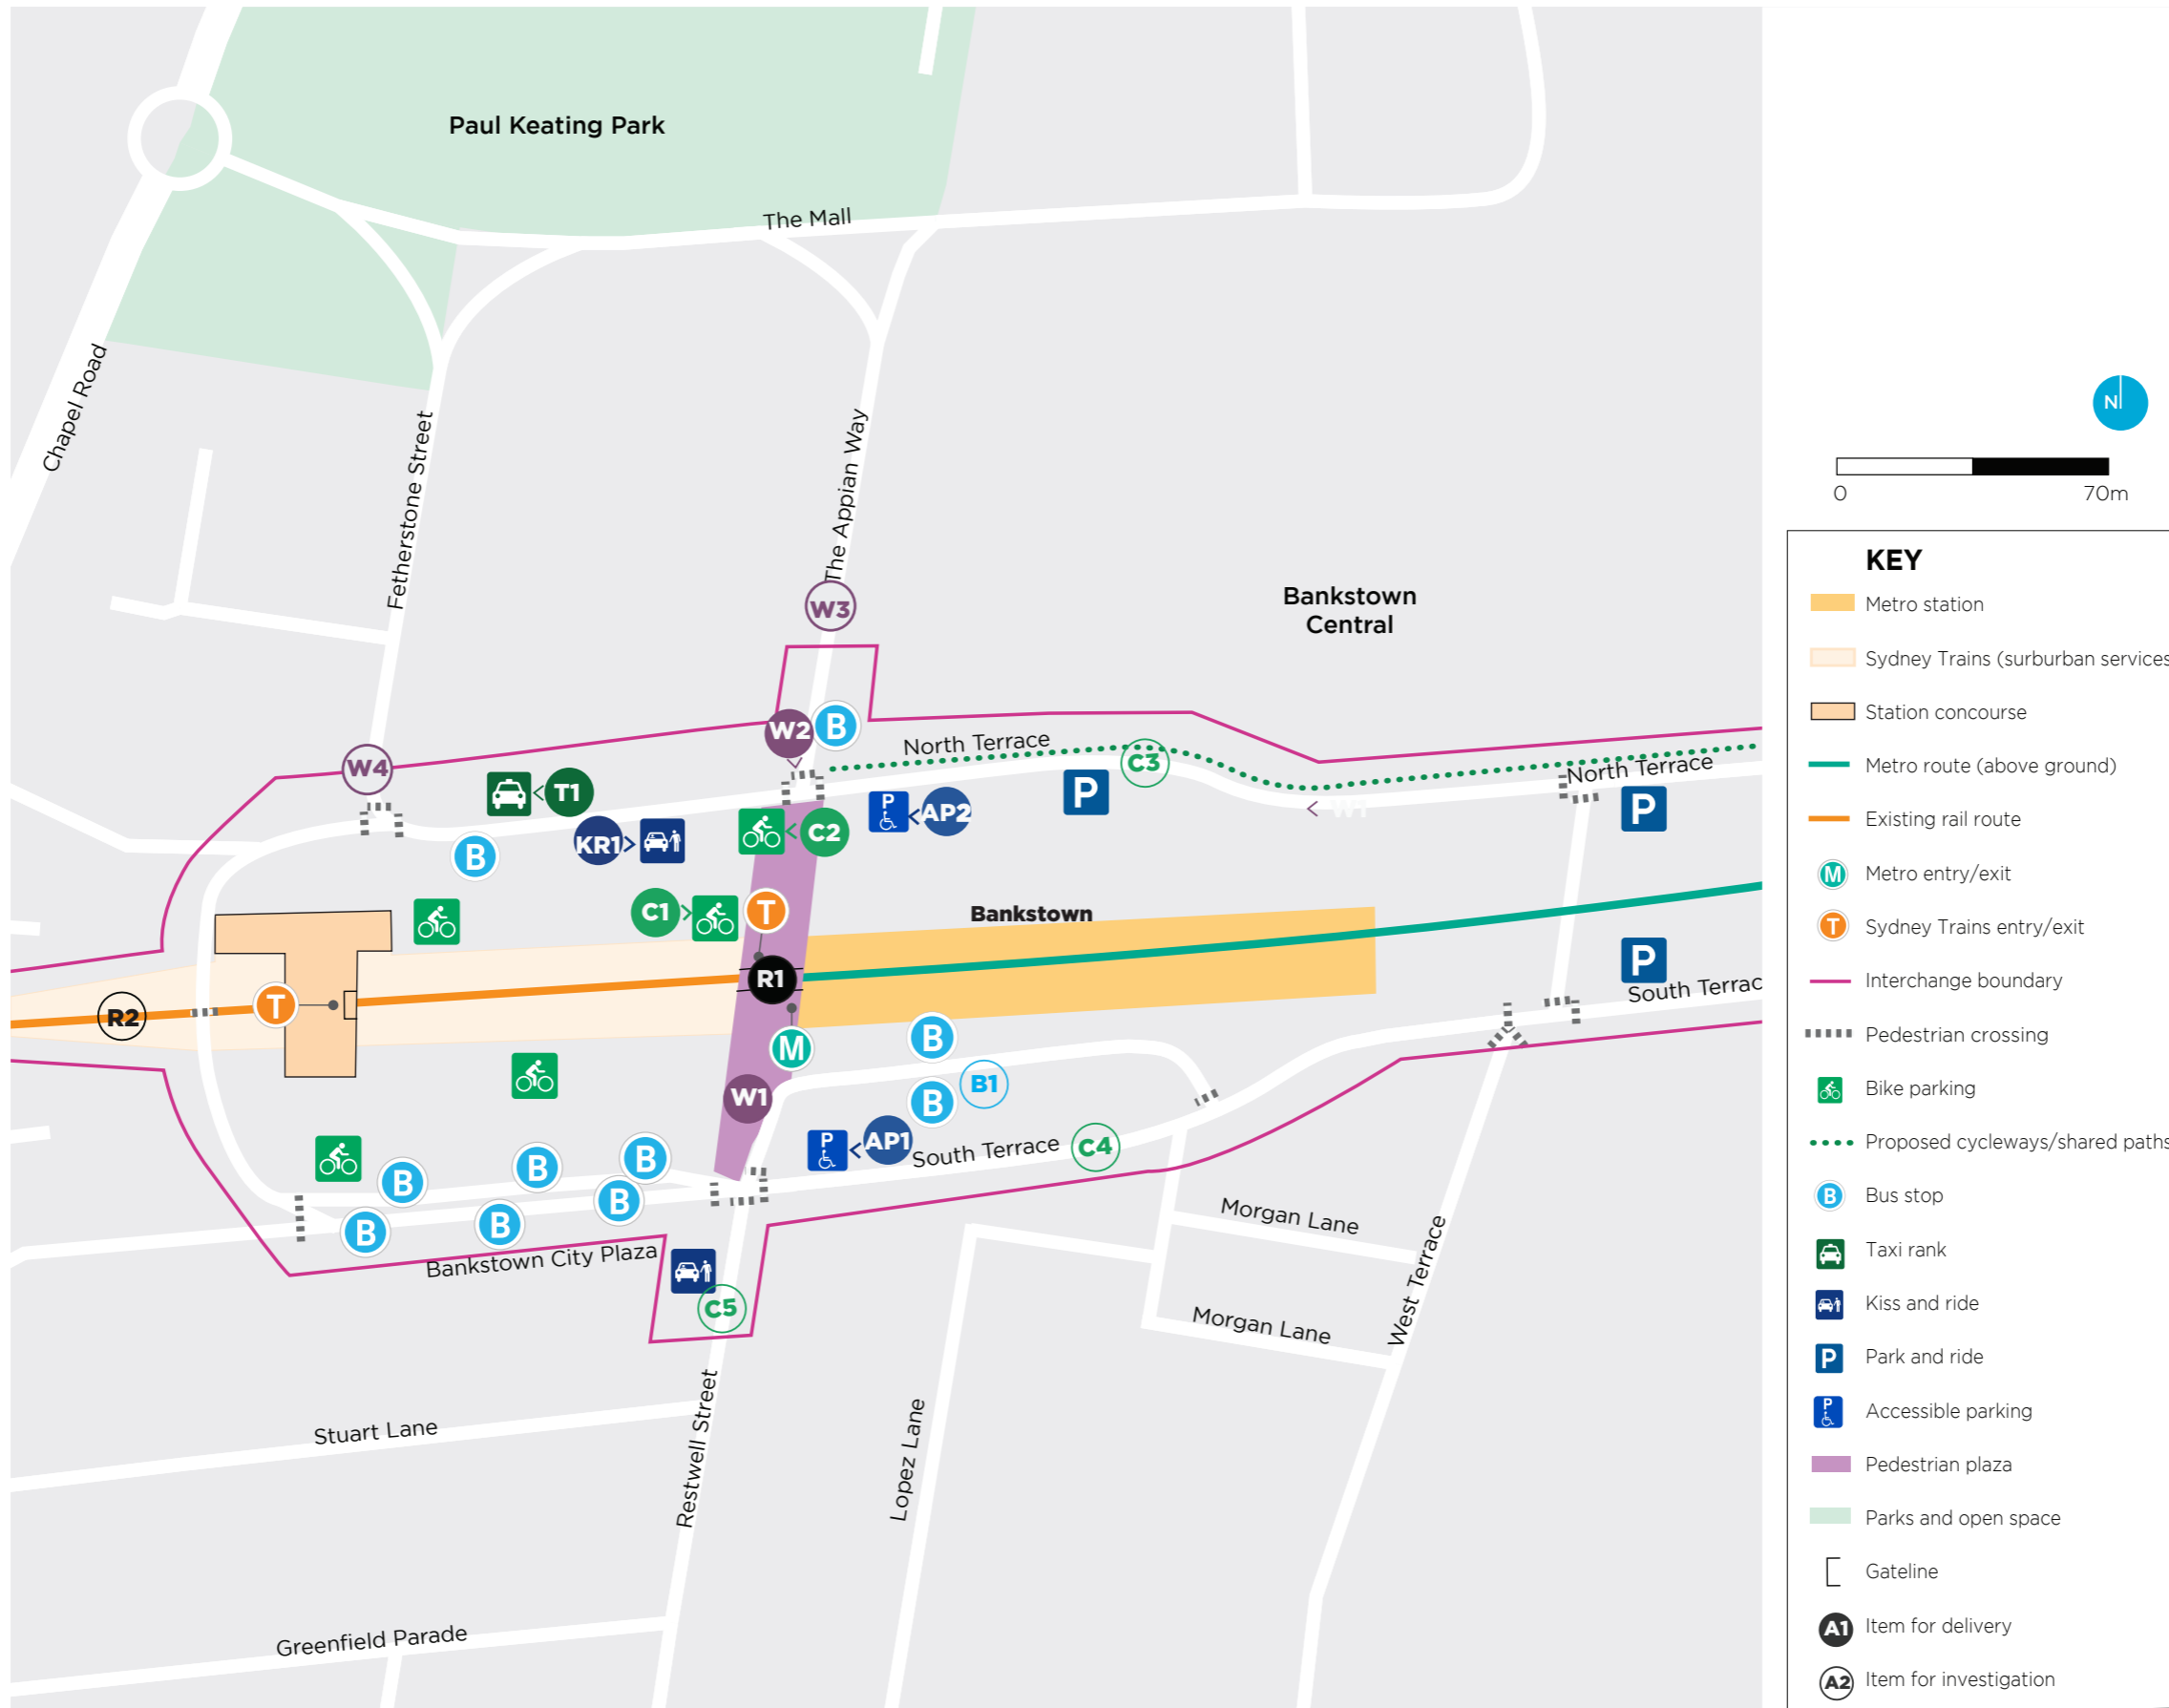 Paul Keating Park
The Mall
Chapel Road
Fetherstone Street
The Appian Way
N
0 70m
Bankstown
Central
W3
W2
B
W4
North Terrace
C3
North Terrace
T1
P
AP2
P
W1
P
KR1
C2
B
C1
T
Bankstown
R1
P
T
R2
South Terrac
M
B
W1
B1
B
P
AP1
South Terrace
C4
B
B
B
B
B
B
Morgan Lane
Bankstown City Plaza
C5
Morgan Lane
West Terrace
Stuart Lane
Restwell Street
Lopez Lane
Greenfield Parade
KEY
Metro station
Sydney Trains (surburban services
Station concourse
Metro route (above ground)
Existing rail route
M Metro entry/exit
T Sydney Trains entry/exit
Interchange boundary
Pedestrian crossing
Bike parking
Proposed cycleways/shared paths
B Bus stop
Taxi rank
Kiss and ride
P Park and ride
P Accessible parking
Pedestrian plaza
Parks and open space
Gateline
A1 Item for delivery
A2 Item for investigation